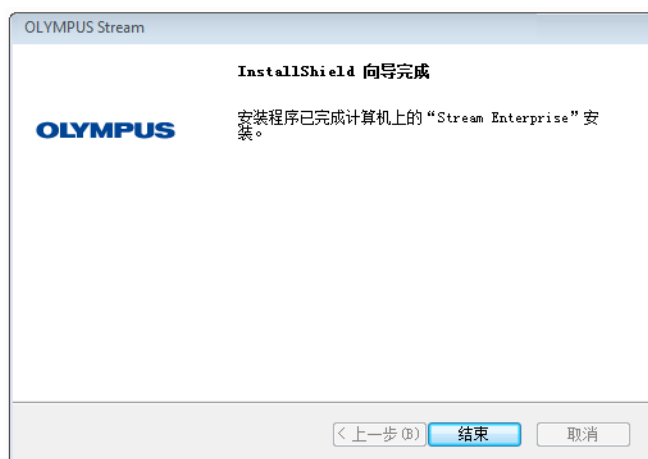 OLYMPUS Stream
InstallShield 向导完成
OLYMPUS
安装程序已完成计算机上的“Stream Enterprise”安
装。
< 上一步(B)
结束
取消